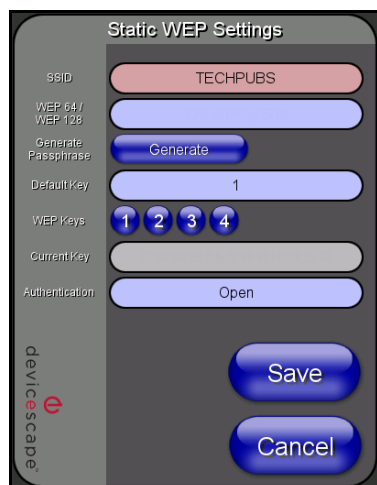 Static WEP Settings
SSID
TECHPUBS
WEP 64 /
WEP 128
Generate
Passphrase
Generate
Default Key
1
WEP Keys
1 2 3 4
Current Key
Authentication
Open
devicescape
e
Save
Cancel